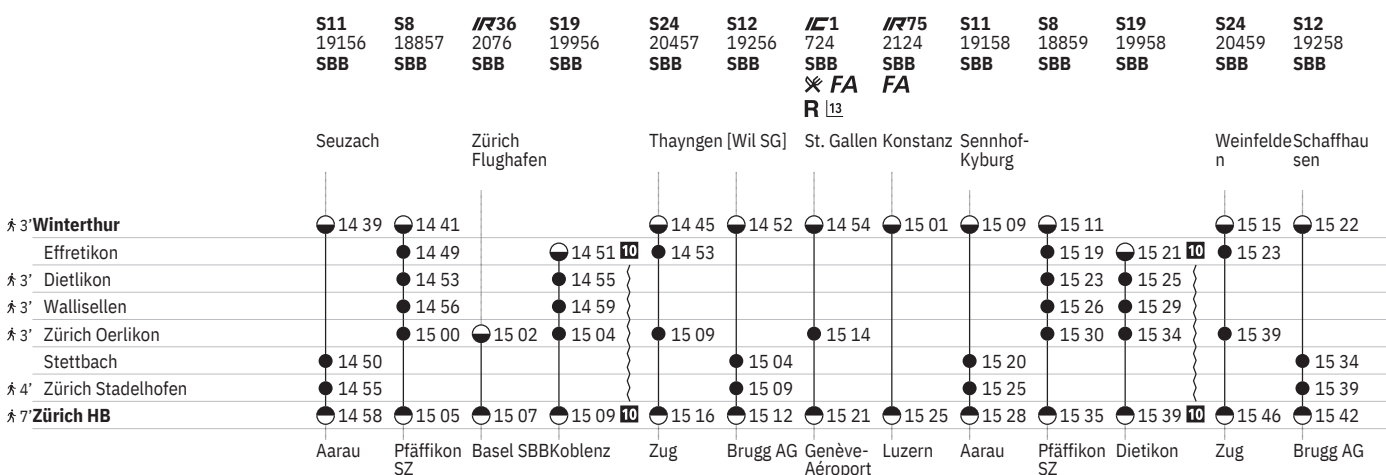 S11 S8 IR36 S19 S24 S12 IC1 IR75 S11 S8 S19 S24 S12
19156 18857 2076 19956 20457 19256 724 2124 19158 18859 19958 20459 19258
SBB SBB SBB SBB SBB SBB SBB SBB SBB SBB SBB SBB SBB
FA FA
R 13
Seuzach Zürich Thayngen [Wil SG] St. Gallen Konstanz Sennhof- Weinfelde Schaffhau
Flughafen Kyburg n sen
3' Winterthur 14 39 14 41 14 45 14 52 14 54 15 01 15 09 15 11 15 15 15 22
Effretikon 14 49 14 51 10 14 53 15 19 15 21 10 15 23
3' Dietlikon 14 53 14 55 15 23 15 25
3' Wallisellen 14 56 14 59 15 26 15 29
3' Zürich Oerlikon 15 00 15 02 15 04 15 09 15 14 15 30 15 34 15 39
Stettbach 14 50 15 04 15 20 15 34
4' Zürich Stadelhofen 14 55 15 09 15 25 15 39
7' Zürich HB 14 58 15 05 15 07 15 09 10 15 16 15 12 15 21 15 25 15 28 15 35 15 39 10 15 46 15 42
Aarau Pfäffikon Basel SBB Koblenz Zug Brugg AG Genève- Luzern Aarau Pfäffikon Dietikon Zug Brugg AG
SZ Aéroport SZ